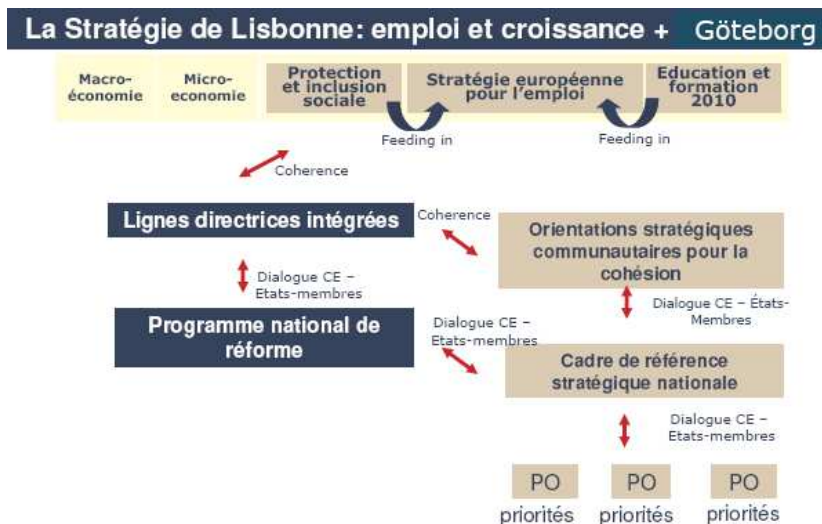 La Stratégie de Lisbonne: emploi et croissance + Göteborg
Macro-
économie
Micro-
economie
Protection
et inclusion
sociale
Stratégie européenne
pour l'emploi
Education et
formation
2010
Feeding in
Feeding in
Coherence
Lignes directrices intégrées
Coherence
Orientations stratégiques
communautaires pour la
cohésion
Dialogue CE –
Etats-membres
Dialogue CE – États-
Membres
Programme national de
réforme
Dialogue CE –
Etats-membres
Cadre de référence
stratégique nationale
Dialogue CE –
Etats-membres
PO
PO
PO
priorités
priorités
priorités